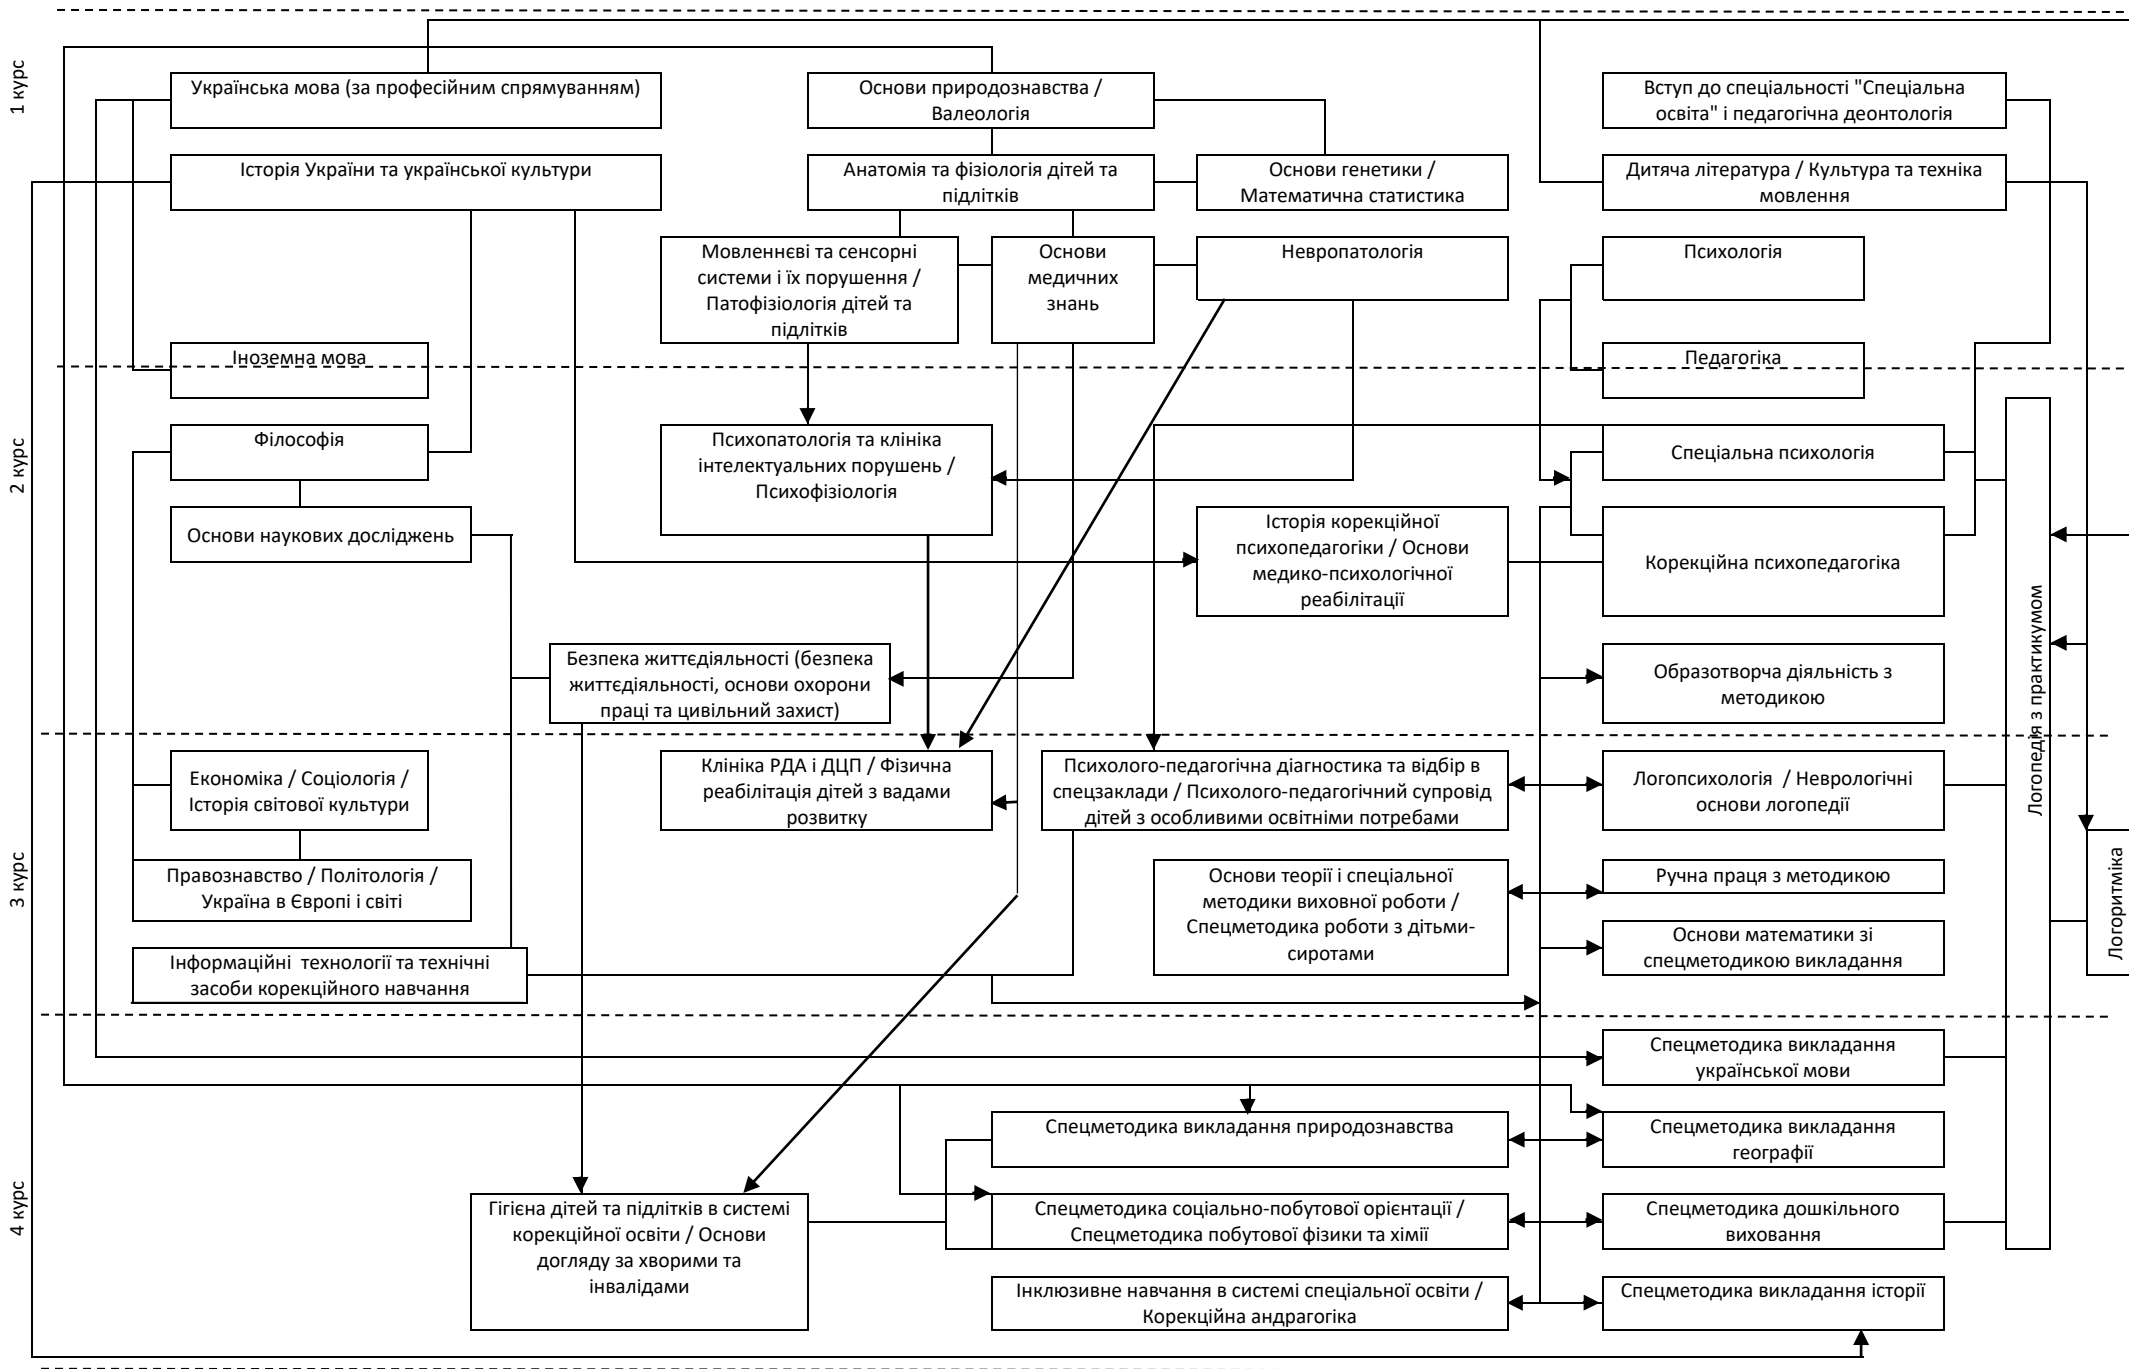 1 курс
Українська мова (за професійним спрямуванням)
Основи природознавства /
Валеологія
Вступ до спеціальності "Спеціальна
освіта" і педагогічна деонтологія
Історія України та української культури
Анатомія та фізіологія дітей та
підлітків
Основи генетики /
Математична статистика
Дитяча література / Культура та техніка
мовлення
Мовленнєві та сенсорні
системи і їх порушення /
Патофізіологія дітей та
підлітків
Основи
медичних
знань
Невропатологія
Психологія
Іноземна мова
Педагогіка
2 курс
Філософія
Психопатологія та клініка
інтелектуальних порушень /
Психофізіологія
Спеціальна психологія
Основи наукових досліджень
Історія корекційної
психопедагогіки / Основи
медико-психологічної
реабілітації
Корекційна психопедагогіка
Логопедія з практикумом
Безпека життєдіяльності (безпека
життєдіяльності, основи охорони
праці та цивільний захист)
Образотворча діяльність з
методикою
3 курс
Економіка / Соціологія /
Історія світової культури
Клініка РДА і ДЦП / Фізична
реабілітація дітей з вадами
розвитку
Психолого-педагогічна діагностика та відбір в
спецзаклади / Психолого-педагогічний супровід
дітей з особливими освітніми потребами
Логопсихологія / Неврологічні
основи логопедії
Логоритміка
Правознавство / Політологія /
Україна в Європі і світі
Основи теорії і спеціальної
методики виховної роботи /
Спецметодика роботи з дітьми-
сиротами
Ручна праця з методикою
Основи математики зі
спецметодикою викладання
Інформаційні технології та технічні
засоби корекційного навчання
4 курс
Спецметодика викладання
української мови
Спецметодика викладання природознавства
Спецметодика викладання
географії
Гігієна дітей та підлітків в системі
корекційної освіти / Основи
догляду за хворими та
інвалідами
Спецметодика соціально-побутової орієнтації /
Спецметодика побутової фізики та хімії
Спецметодика дошкільного
виховання
Інклюзивне навчання в системі спеціальної освіти /
Корекційна андрагогіка
Спецметодика викладання історії